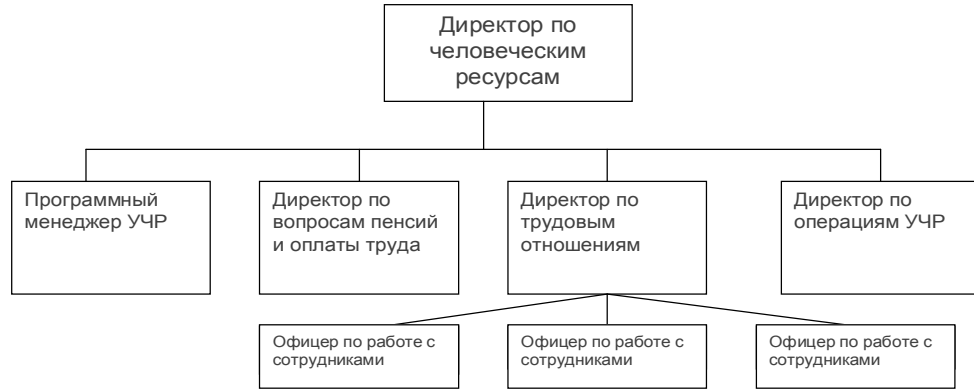 Директор по
человеческим
ресурсам
Программный
менеджер УЧР
Директор по
вопросам пенсий
и оплаты труда
Директор по
трудовым
отношениям
Директор по
операциям УЧР
Офицер по работе с
сотрудниками
Офицер по работе с
сотрудниками
Офицер по работе с
сотрудниками